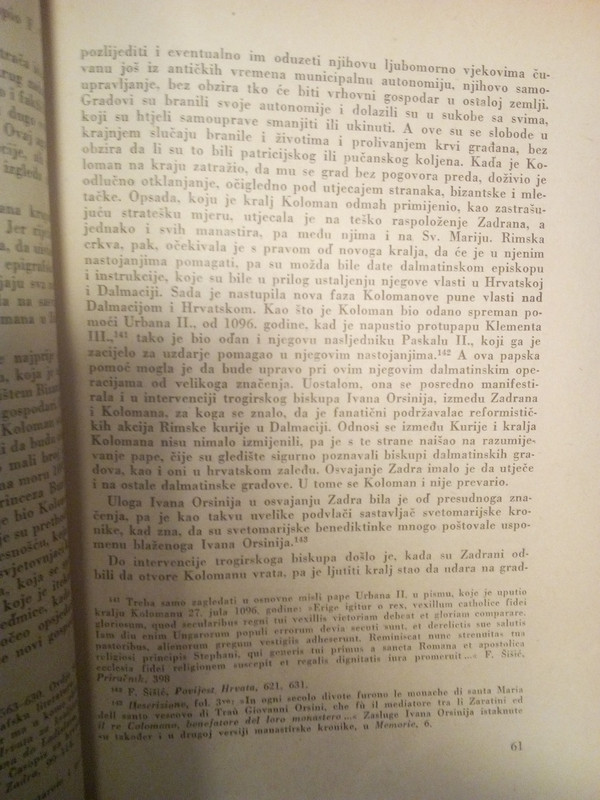 pozlijediti i eventualno im oduzeti njihovu ljubomorno vjekovima ču-
vanu još iz antičkih vremena municipalnu autonomiju, njihovo samo-
upravljanje, bez obzira tko će biti vrhovni gospodar u ostaloj zemlji.
Gradovi su branili svoje autonomije i dolazili su u sukobe sa svima,
koji su htjeli samouprave smanjiti ili ukinuti. A ove su se slobode u
krajnjem slučaju branile i životima i prolivanjem krvi građana, bez
obzira da li su to bili patricijskog ili pučanskog koljena. Kada je Ko-
loman na kraju zatražio, da mu se grad bez pogovora preda, doživio je
odlučno otklanjanje, očigledno pod utjecajem stranaka, bizantske i mle-
tačke. Opsada, koju je kralj Koloman odmah primijenio, kao zastrašu-
juću stratešku mjeru, utjecala je na teško raspoloženje Zadrana, a
jednako i svih manastira, pa među njima i na Sv. Mariju. Rimska
crkva, pak, očekivala je s pravom od novoga kralja, da će je u njenim
nastojanjima pomagati, pa su možda bile date dalmatinskom episkopu
i instrukcije, koje su bile u prilog ustaljenju njegove vlasti u Hrvatskoj
i Dalmaciji. Sada je nastupila nova faza Kolomanove pune vlasti nad
Dalmacijom i Hrvatskom. Kao što je Koloman bio odano spreman po-
moći Urbana II., od 1096. godine, kad je napustio protupapu Klementa
III.,¹⁴¹ tako je bio odan i njegovu nasljedniku Paskalu II., koji ga je
zacijelo za uzdarje pomagao u njegovim nastojanjima.¹⁴² A ova papska
pomoć mogla je da bude upravo pri ovim njegovim dalmatinskim ope-
racijama od velikoga značenja. Uostalom, ona se posredno manifesti-
rala i u intervenciji trogirskog biskupa Ivana Orsinija, između Zadrana
i Kolomana, za koga se znalo, da je fanatični podržavalac reformistič-
kih akcija Rimske kurije u Dalmaciji. Odnosi se između Kurije i kralja
Kolomana nisu nimalo izmijenili, pa je s te strane naišao na razumije-
vanje pape, čije su gledište sigurno poznavali biskupi dalmatinskih gra-
dova, kao i oni u hrvatskom zaleđu. Osvajanje Zadra imalo je da utječe
i na ostale dalmatinske gradove. U tome se Koloman i nije prevario.
Uloga Ivana Orsinija u osvajanju Zadra bila je od presudnoga zna-
čenja, pa je kao takvu uvelike podvlači sastavljač svetomarijske kro-
nike, kad zna, da su svetomarijske benediktinke mnogo poštovale uspo-
menu blaženoga Ivana Orsinija.¹⁴³
Do intervencije trogirskoga biskupa došlo je, kada su Zadrani od-
bili da otvore Kolomanu vrata, pa je ljutiti kralj stao da udara na grad-
¹⁴¹ Treba samo zagledati u osnovne misli pape Urbana II. u pismu, koje je uputio
kralju Kolomanu 27. jula 1096. godine: »Erige igitur o rex, vexillum catholice fidei
gloriosum, quod secularibus regni tui vexillis victoriam debeat et gloriam comparare.
Iam diu enim Ungarorum populi errorum devia secuti sunt, et derelictis sue salutis
pastoribus, alienorum gregum vestigiis adheserunt. Reminiscat nunc strenuitas tua
religiosi principis Stephani, qui generis tui primus a sancta Romana et apostolica
ecclesia fidei religionem suscepit et regalis dignitatis iura promeruit ...« F. Šišić,
Priručnik, 398
¹⁴² F. Šišić, Povijest Hrvata, 621, 631.
Descrizione, fol. 3 »In ogni secolo divote furono le monache di santa Maria
dell santo vescovo di Traù Giovanni Orsini, che fù il mediatore tra li Zaratini ed
il re Colomano, benefatore del loro monastero ...« Zasluge Ivana Orsinija istaknute
su također i u drugoj versiji manastirske kronike, u Memorie, 6.
61